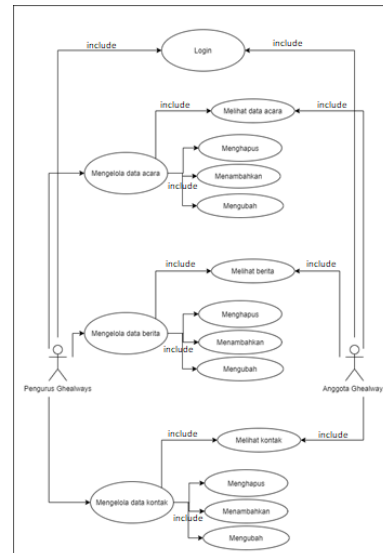 include
Login
include
include
Melihat data acara
include
Menghapus
Mengelola data acara
Menambahkan
include
Mengubah
include
Melihat berita
include
Menghapus
Mengelola data berita
Menambahkan
include
Mengubah
Pengurus Ghealways
Anggota Ghealway
include
Melihat kontak
include
Menghapus
Mengelola data kontak
Menambahkan
include
Mengubah